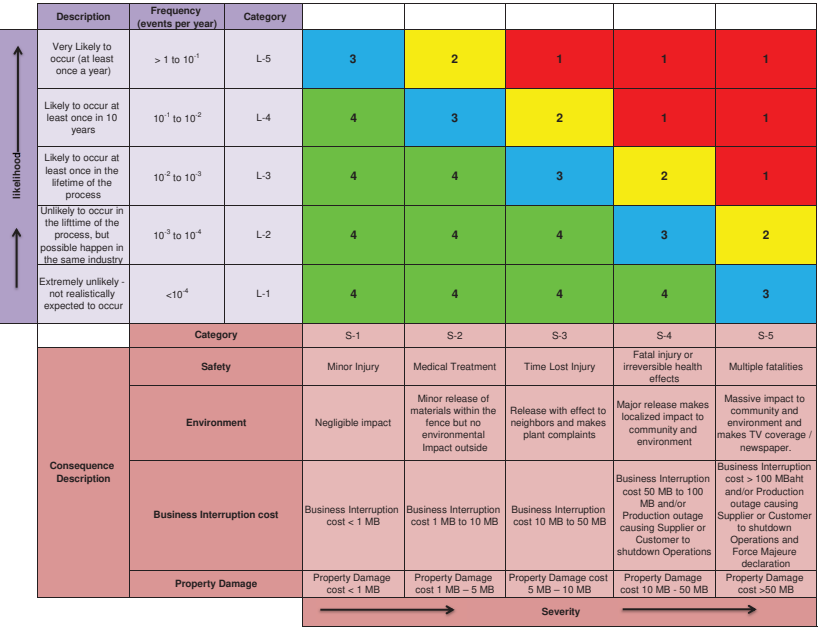 Description
Frequency
(events per year)
Category
likelihood
Very Likely to
occur (at least
once a year)
> 1 to 10-1
L-5
3
2
1
1
1
Likely to occur at
least once in 10
years
10-1 to 10-2
L-4
4
3
2
1
1
Likely to occur at
least once in the
lifetime of the
process
10-2 to 10-3
L-3
4
4
3
2
1
Unlikely to occur in
the lifttime of the
process, but
possible happen in
the same industry
10-3 to 10-4
L-2
4
4
4
3
2
Extremely unlikely -
not realistically
expected to occur
<10-4
L-1
4
4
4
4
3
Category
S-1
S-2
S-3
S-4
S-5
Consequence
Description
Safety
Minor Injury
Medical Treatment
Time Lost Injury
Fatal injury or
irreversible health
effects
Multiple fatalities
Environment
Negligible impact
Minor release of
materials within the
fence but no
environmental
Impact outside
Release with effect to
neighbors and makes
plant complaints
Major release makes
localized impact to
community and
environment
Massive impact to
community and
environment and
makes TV coverage /
newspaper.
Business Interruption cost
Business Interruption
cost < 1 MB
Business Interruption
cost 1 MB to 10 MB
Business Interruption
cost 10 MB to 50 MB
Business Interruption
cost 50 MB to 100
MB and/or
Production outage
causing Supplier or
Customer to
shutdown Operations
Business Interruption
cost > 100 MBaht
and/or Production
outage causing
Supplier or Customer
to shutdown
Operations and
Force Majeure
declaration
Property Damage
Property Damage
cost < 1 MB
Property Damage
cost 1 MB – 5 MB
Property Damage cost
5 MB – 10 MB
Property Damage
cost 10 MB - 50 MB
Property Damage
cost >50 MB
Severity